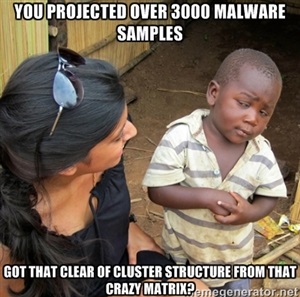 YOU PROJECTED OVER 3000 MALWARE
SAMPLES
GOT THAT CLEAR OF CLUSTER STRUCTURE FROM THAT
CRAZY MATRIX?
memegenerator.net